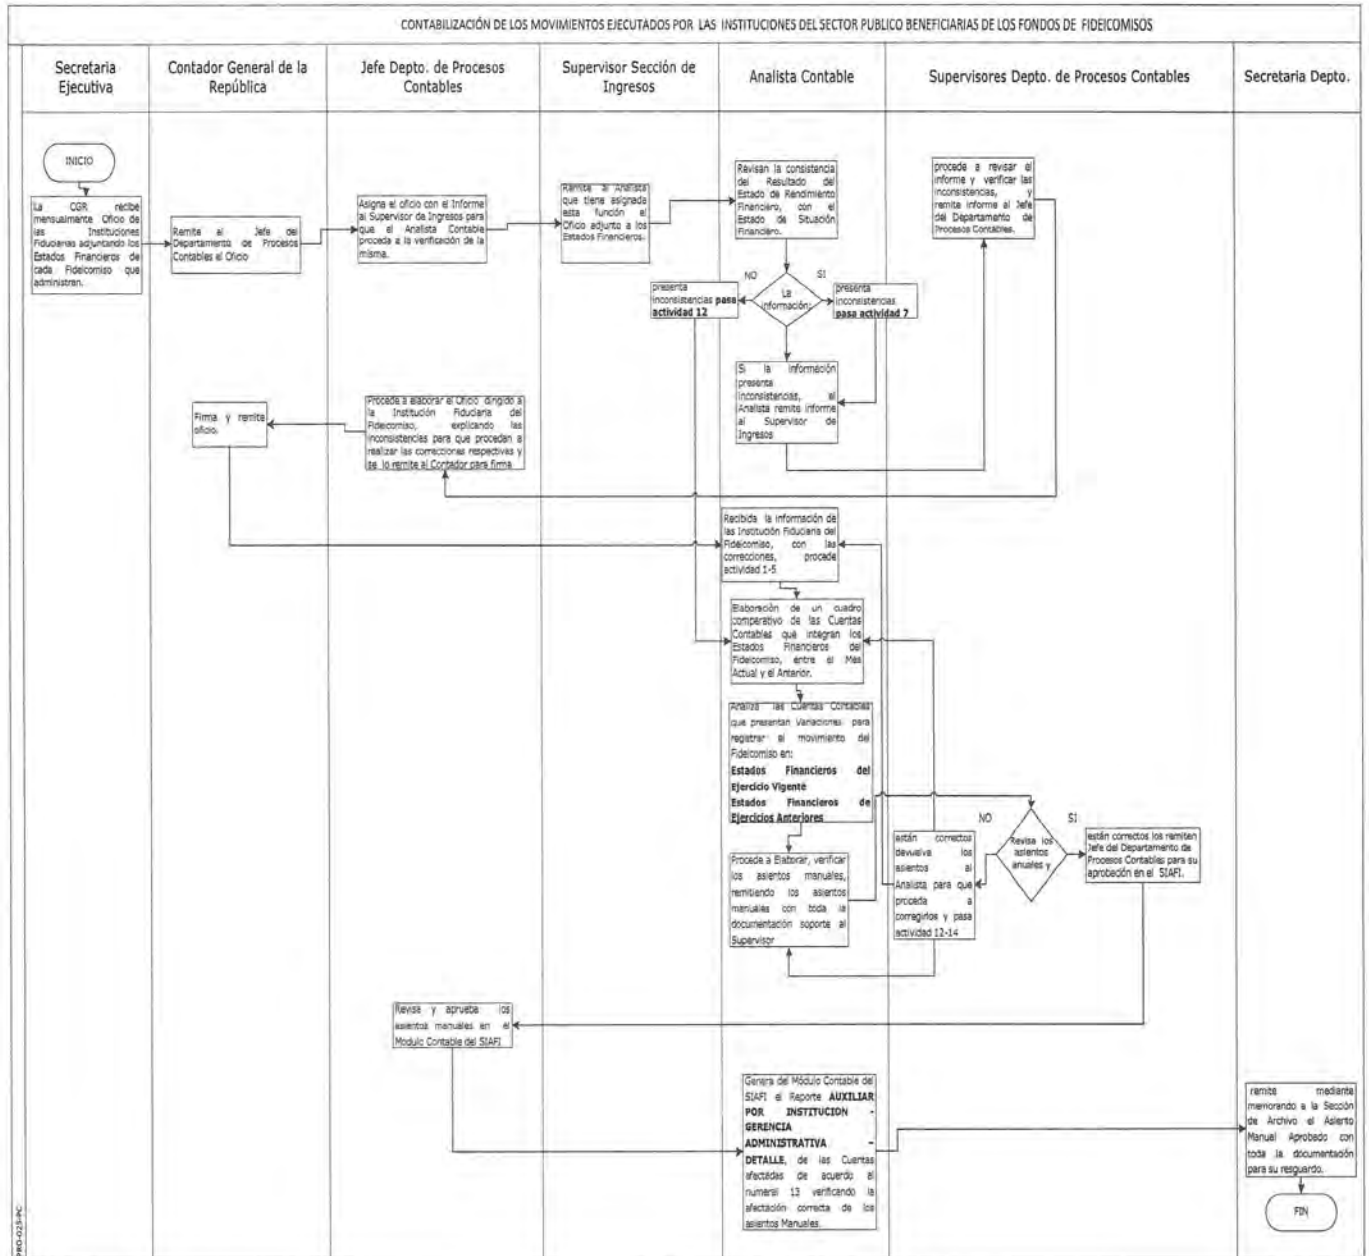 CONTABILIZACIÓN DE LOS MOVIMIENTOS EJECUTADOS POR LAS INSTITUCIONES DEL SECTOR PUBLICO BENEFICIARIAS DE LOS FONDOS DE FIDEICOMISOS
Secretaria
Ejecutiva
Contador General de la
República
Jefe Depto. de Procesos
Contables
Supervisor Sección de
Ingresos
Analista Contable
Supervisores Depto. de Procesos Contables
Secretaria Depto.
INICIO
La CGR recibe
mensualmente Oficio de
las Instituciones
Fiduciarias adjuntando los
Estados Financieros de
cada Fideicomiso que
administran.
Remite al Jefe del
Departamento de Procesos
Contables el Oficio
Asigna el oficio con el Informe
al Supervisor de Ingresos para
que el Analista Contable
proceda a la verificación de la
misma.
Remite al Analista
que tiene asignada
esta función el
Oficio adjunto a los
Estados Financieros.
Revisan la consistencia
del Resultado del
Estado de Rendimiento
Financiero, con el
Estado de Situación
Financiero.
procede a revisar el
informe y verificar las
inconsistencias, y
remite informe al Jefe
del Departamento de
Procesos Contables.
NO
SI
presenta
inconsistencias pasa
actividad 12
La
información:
presenta
inconsistencias
pasa actividad 7
Si la información
presenta
inconsistencias, el
Analista remite informe
al Supervisor de
Ingresos
Procede a elaborar el Oficio dirigido a
la Institución Fiduciaria del
Fideicomiso, explicando las
inconsistencias para que procedan a
realizar las correcciones respectivas y
se lo remite al Contador para firma
Firma y remite
oficio.
Recibida la información de
las Institución Fiduciaria del
Fideicomiso, con las
correcciones, procede
actividad 1-5
Elaboración de un cuadro
comparativo de las Cuentas
Contables que integran los
Estados Financieros del
Fideicomiso, entre el Mes
Actual y el Anterior.
Analiza las Cuentas Contables
que presentan Variaciones para
registrar el movimiento del
Fideicomiso en:
Estados Financieros del
Ejercicio Vigente
Estados Financieros de
Ejercicios Anteriores
Procede a Elaborar, verificar
los asientos manuales,
remitiendo los asientos
manuales con toda la
documentación soporte al
Supervisor
NO
SI
Revisa los
asientos
anuales y
están correctos
devuelva los
asientos al
Analista para que
proceda a
corregirlos y pasa
actividad 12-14
están correctos los remiten
Jefe del Departamento de
Procesos Contables para su
aprobación en el SIAFI.
Revisa y aprueba los
asientos manuales en el
Modulo Contable del SIAFI
Genera del Módulo Contable del
SIAFI el Reporte AUXILIAR
POR INSTITUCION -
GERENCIA
ADMINISTRATIVA –
DETALLE, de las Cuentas
afectadas de acuerdo al
numeral 13 verificando la
afectación correcta de los
asientos Manuales.
remite mediante
memorando a la Sección
de Archivo el Asiento
Manual Aprobado con
toda la documentación
para su resguardo.
FIN
PRO-025-PC